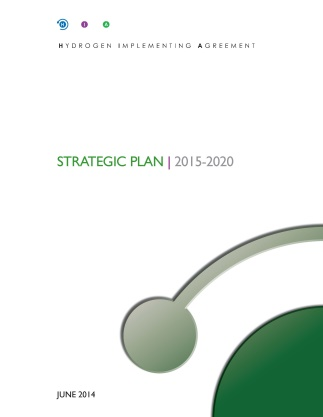 H I A
HYDROGEN IMPLEMENTING AGREEMENT
STRATEGIC PLAN | 2015-2020
JUNE 2014